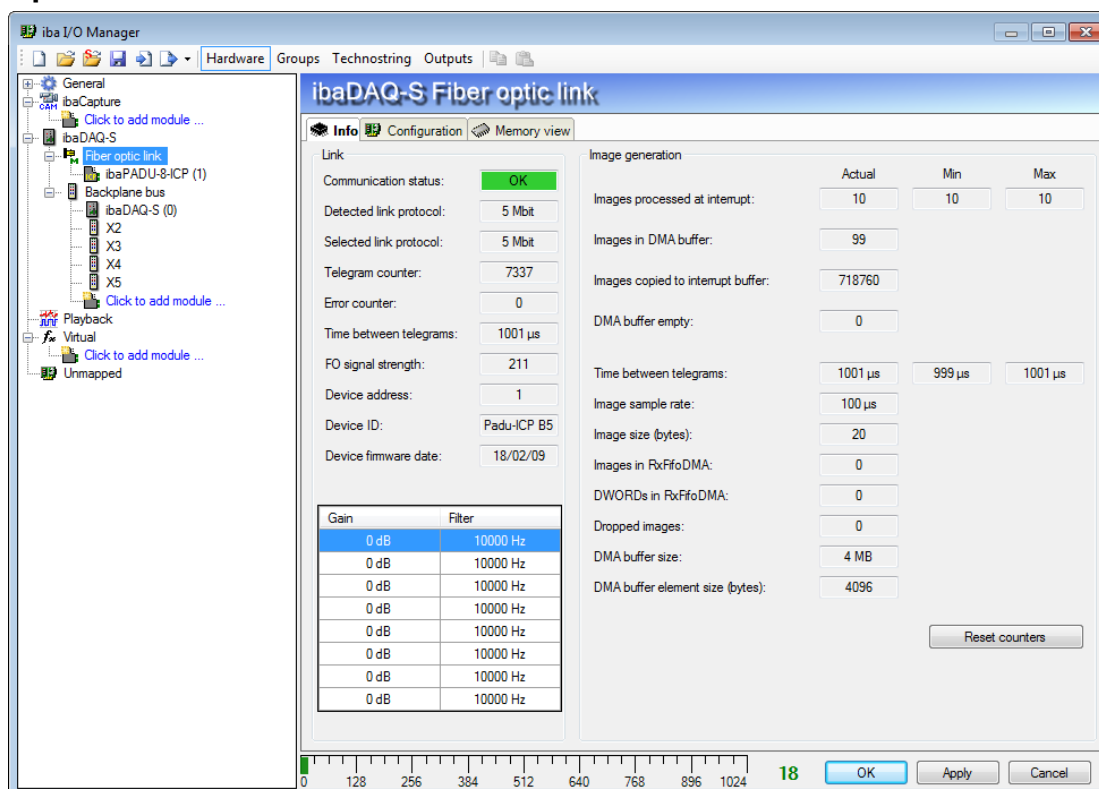 iba I/O Manager
Hardware Groups Technostring Outputs
General
ibaCapture
Click to add module ...
ibaDAQ-S
Fiber optic link
ibaPADU-8-ICP (1)
Backplane bus
ibaDAQ-S (0)
X2
X3
X4
X5
Click to add module ...
Playback
Virtual
Click to add module ...
Unmapped
ibaDAQ-S Fiber optic link
Info Configuration Memory view
Link
Communication status: OK
Detected link protocol: 5 Mbit
Selected link protocol: 5 Mbit
Telegram counter: 7337
Error counter: 0
Time between telegrams: 1001 µs
FO signal strength: 211
Device address: 1
Device ID: Padu-ICP B5
Device firmware date: 18/02/09
Gain Filter
0 dB 10000 Hz
0 dB 10000 Hz
0 dB 10000 Hz
0 dB 10000 Hz
0 dB 10000 Hz
0 dB 10000 Hz
0 dB 10000 Hz
0 dB 10000 Hz
Image generation
Actual Min Max
Images processed at interrupt: 10 10 10
Images in DMA buffer: 99
Images copied to interrupt buffer: 718760
DMA buffer empty: 0
Time between telegrams: 1001 µs 999 µs 1001 µs
Image sample rate: 100 µs
Image size (bytes): 20
Images in RxFifoDMA: 0
DWORDs in RxFifoDMA: 0
Dropped images: 0
DMA buffer size: 4 MB
DMA buffer element size (bytes): 4096
Reset counters
0 128 256 384 512 640 768 896 1024 18 OK Apply Cancel